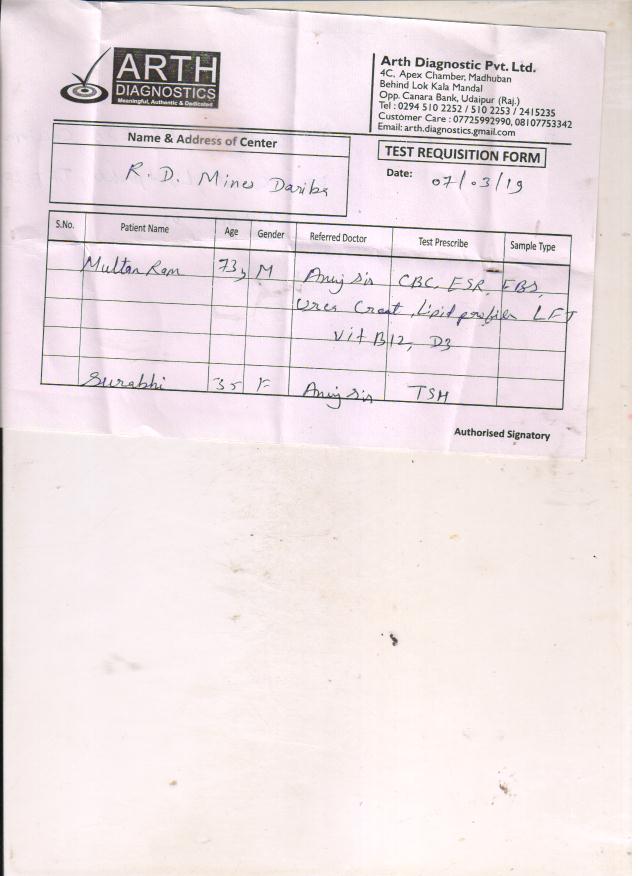 ARTH
DIAGNOSTICS
Meaningful, Authentic & Dedicated
Arth Diagnostic Pvt. Ltd.
4C, Apex Chamber, Madhuban
Behind Lok Kala Mandal
Opp. Canara Bank, Udaipur (Raj.)
Tel : 0294 510 2252 / 510 2253 / 2415235
Customer Care : 07725992990, 08107753342
Email: arth.diagnostics.gmail.com
Name & Address of Center
R. D. Mines Dariba
TEST REQUISITION FORM
Date: 07/03/19
S.No. Patient Name Age Gender Referred Doctor Test Prescribe Sample Type
Multan Ram 73y M Anuj sir CBC, ESR, FBS,
Urea Creat, Lipid profile LFT
Vit B12, D3
Surabhi 35 F Anuj sir TSH
Authorised Signatory